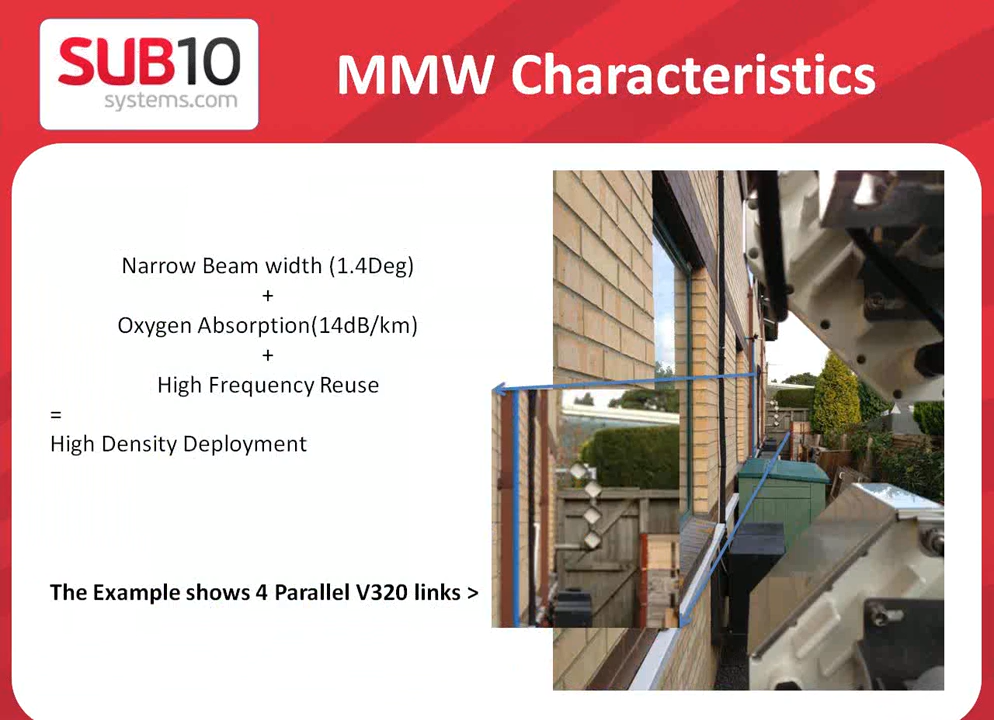 SUB10
systems.com
MMW Characteristics
Narrow Beam width (1.4Deg)
+
Oxygen Absorption(14dB/km)
+
High Frequency Reuse
=
High Density Deployment
The Example shows 4 Parallel V320 links >